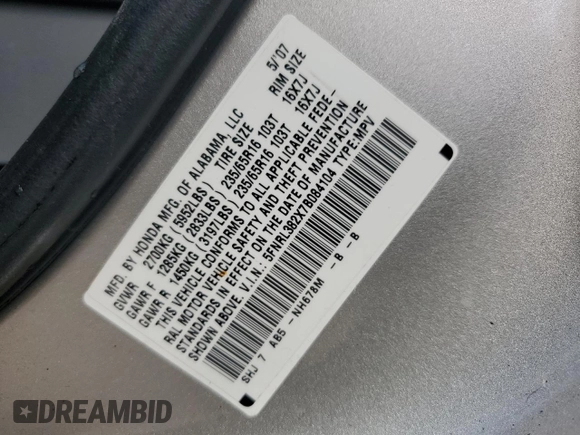 MFD. BY HONDA MFG. OF ALABAMA, LLC 5/'07
GVWR 2700KG (5952LBS) TIRE SIZE RIM SIZE
GAWR F 1285KG (2833LBS) 235/65R16 103T 16X7J
GAWR R 1450KG (3197LBS) 235/65R16 103T 16X7J
THIS VEHICLE CONFORMS TO ALL APPLICABLE FEDE-
RAL MOTOR VEHICLE SAFETY AND THEFT PREVENTION
STANDARDS IN EFFECT ON THE DATE OF MANUFACTURE
SHOWN ABOVE. V.I.N.: 5FNRL382X7B084104 TYPE:MPV
SHJ 7 AB5 -NH678M -B -B
DREAMBID